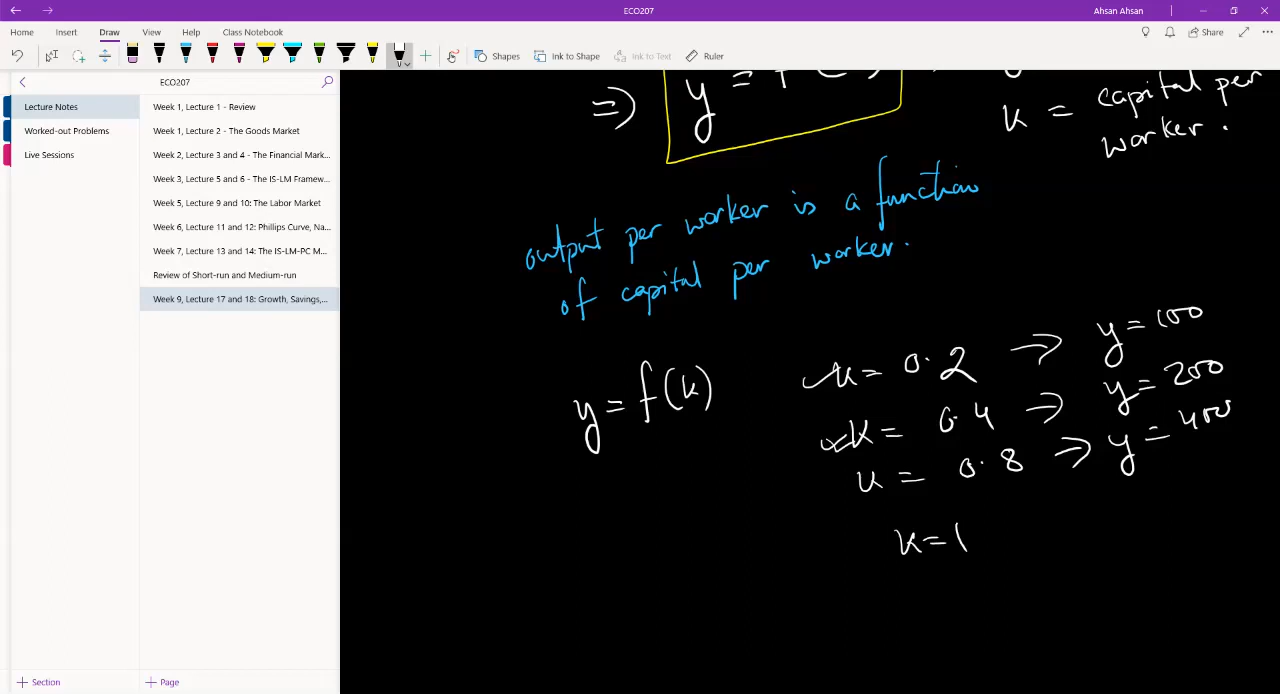 ECO207
Ahsan Ahsan
Home Insert Draw View Help Class Notebook
Shapes Ink to Shape Ink to Text Ruler Share
ECO207
Lecture Notes
Worked-out Problems
Live Sessions
Week 1, Lecture 1 - Review
Week 1, Lecture 2 - The Goods Market
Week 2, Lecture 3 and 4 - The Financial Mark...
Week 3, Lecture 5 and 6 - The IS-LM Framew...
Week 5, Lecture 9 and 10: The Labor Market
Week 6, Lecture 11 and 12: Phillips Curve, Na...
Week 7, Lecture 13 and 14: The IS-LM-PC M...
Review of Short-run and Medium-run
Week 9, Lecture 17 and 18: Growth, Savings,...
+ Section
+ Page
=> y =
k = capital per
worker.
output per worker is a function
of capital per worker.
y = f(k)
k = 0.2 => y = 100
k = 0.4 => y = 200
k = 0.8 => y = 400
k = 1